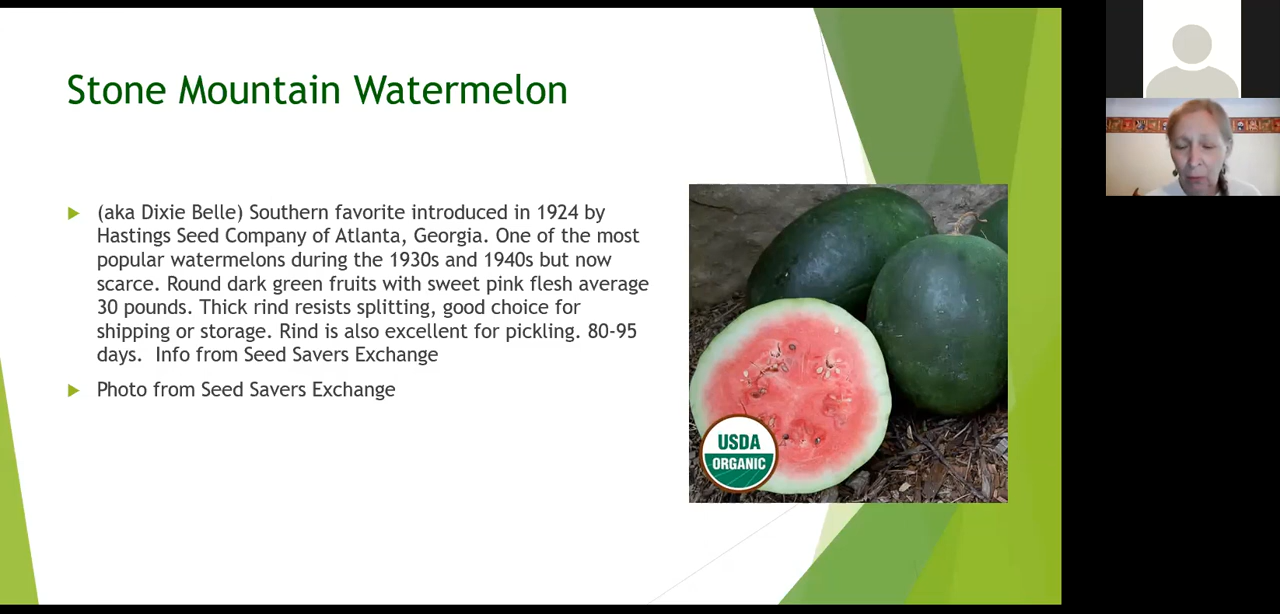 Stone Mountain Watermelon
(aka Dixie Belle) Southern favorite introduced in 1924 by
Hastings Seed Company of Atlanta, Georgia. One of the most
popular watermelons during the 1930s and 1940s but now
scarce. Round dark green fruits with sweet pink flesh average
30 pounds. Thick rind resists splitting, good choice for
shipping or storage. Rind is also excellent for pickling. 80-95
days.  Info from Seed Savers Exchange
Photo from Seed Savers Exchange
USDA
ORGANIC